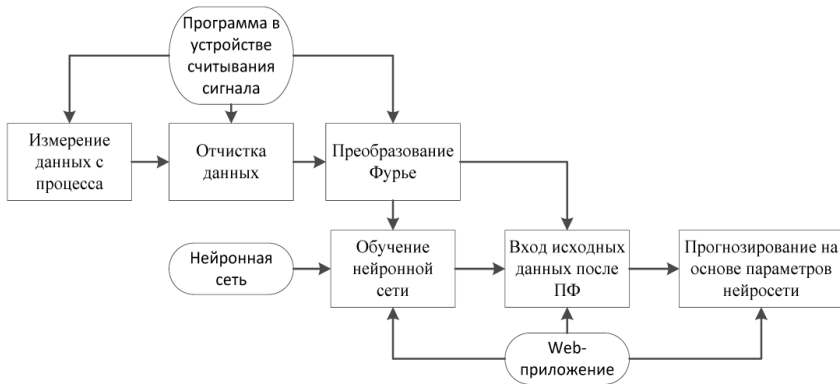 Программа в
устройстве
считывания
сигнала
Измерение
данных с
процесса
Отчистка
данных
Преобразование
Фурье
Нейронная
сеть
Обучение
нейронной
сети
Вход исходных
данных после
ПФ
Прогнозирование на
основе параметров
нейросети
Web-
приложение